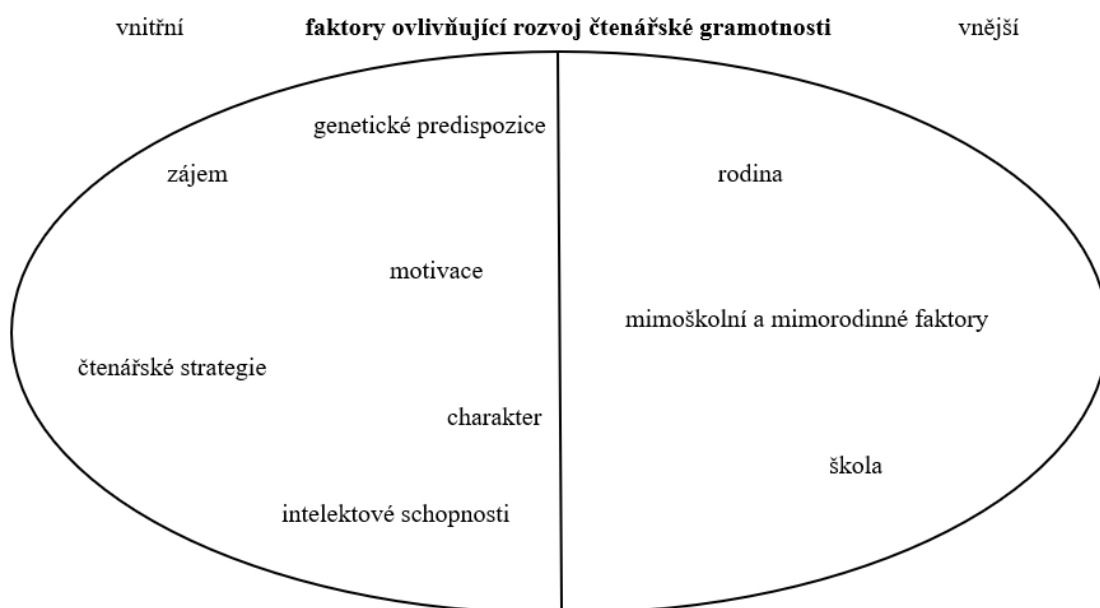 vnitřní
faktory ovlivňující rozvoj čtenářské gramotnosti
vnější
genetické predispozice
zájem
rodina
motivace
mimoškolní a mimorodinné faktory
čtenářské strategie
charakter
škola
intelektové schopnosti